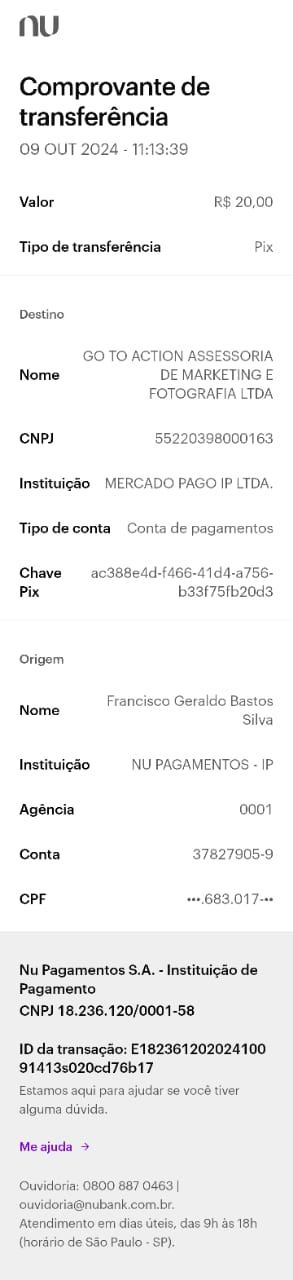 nu
Comprovante de
transferência
09 OUT 2024 - 11:13:39
Valor R$ 20,00
Tipo de transferência Pix
Destino
Nome GO TO ACTION ASSESSORIA
DE MARKETING E
FOTOGRAFIA LTDA
CNPJ 55220398000163
Instituição MERCADO PAGO IP LTDA.
Tipo de conta Conta de pagamentos
Chave Pix ac388e4d-f466-41d4-a756-
b33f75fb20d3
Origem
Nome Francisco Geraldo Bastos
Silva
Instituição NU PAGAMENTOS - IP
Agência 0001
Conta 37827905-9
CPF •••.683.017-••
Nu Pagamentos S.A. - Instituição de
Pagamento
CNPJ 18.236.120/0001-58
ID da transação: E182361202024100
91413s020cd76b17
Estamos aqui para ajudar se você tiver
alguma dúvida.
Me ajuda →
Ouvidoria: 0800 887 0463 |
ouvidoria@nubank.com.br.
Atendimento em dias úteis, das 9h às 18h
(horário de São Paulo - SP).